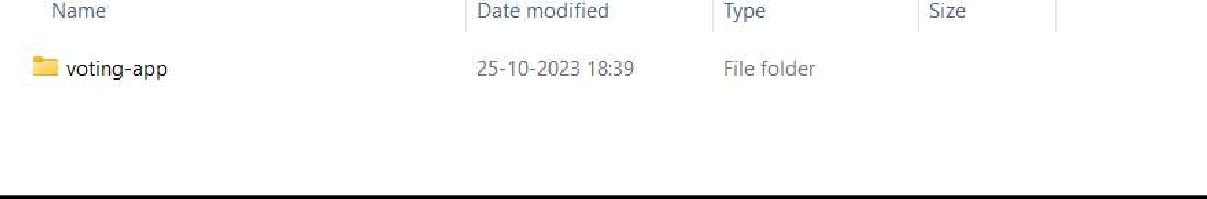 Name Date modified Type Size
voting-app 25-10-2023 18:39 File folder